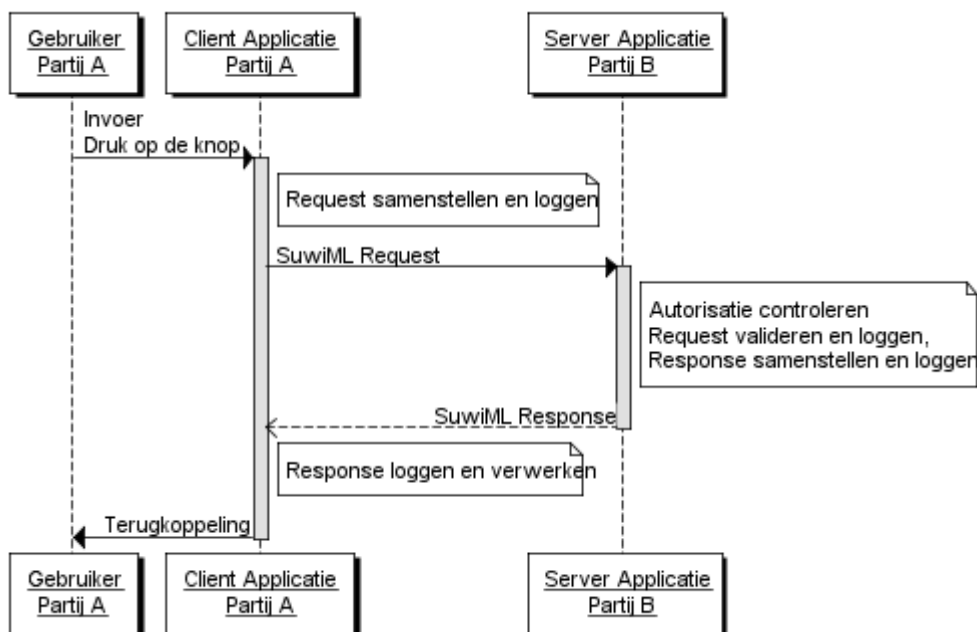 Gebruiker
Partij A
Client Applicatie
Partij A
Server Applicatie
Partij B
Invoer
Druk op de knop
Request samenstellen en loggen
SuwiML Request
Autorisatie controleren
Request valideren en loggen,
Response samenstellen en loggen
SuwiML Response
Response loggen en verwerken
Terugkoppeling
Gebruiker
Partij A
Client Applicatie
Partij A
Server Applicatie
Partij B